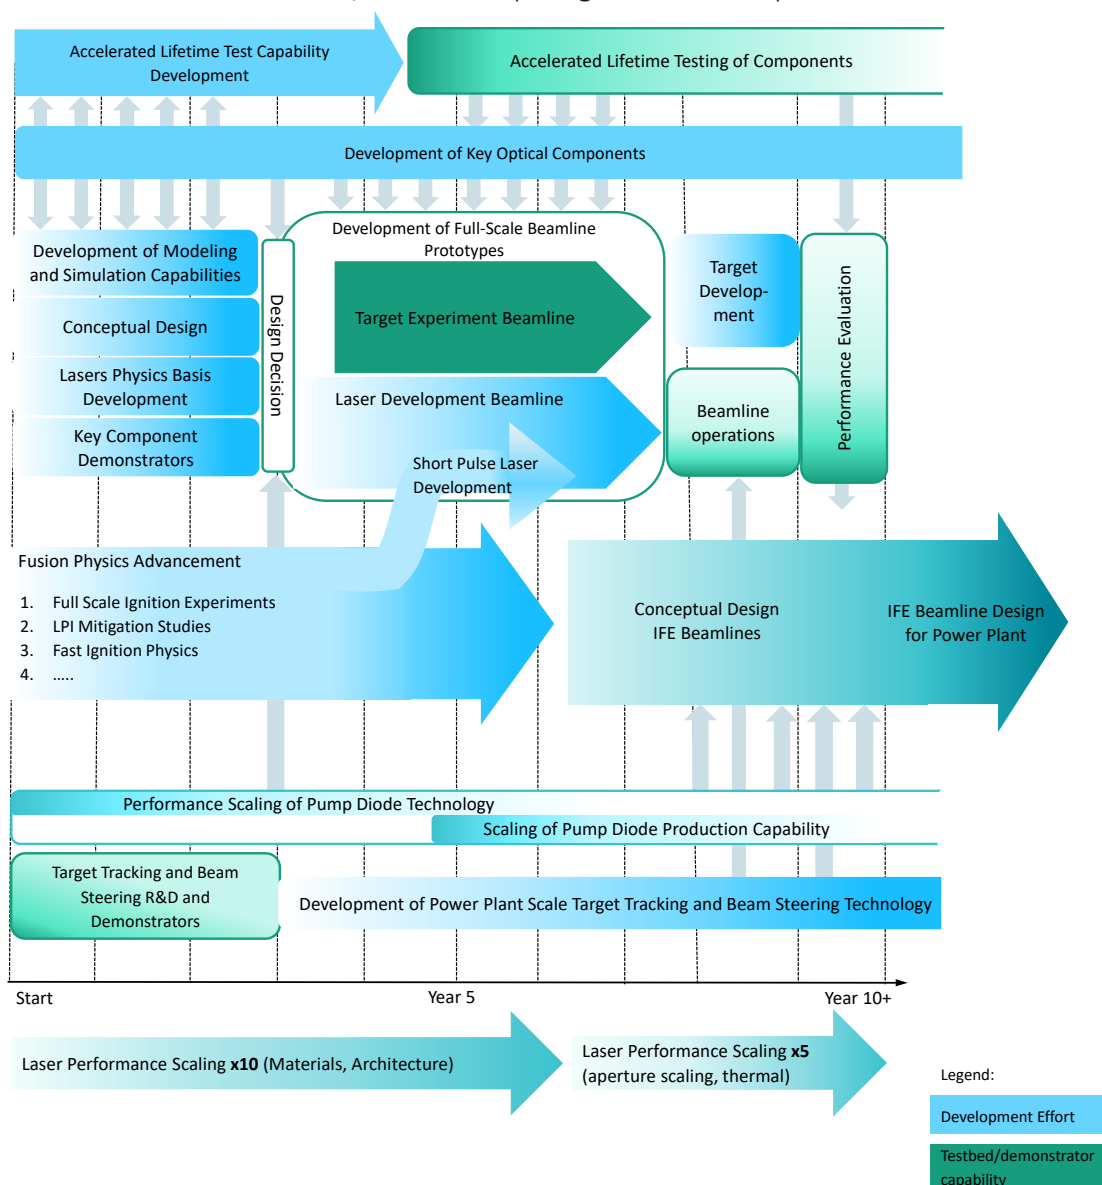 Accelerated Lifetime Test Capability
Development
Accelerated Lifetime Testing of Components
Development of Key Optical Components
Development of Modeling
and Simulation Capabilities
Conceptual Design
Lasers Physics Basis
Development
Key Component
Demonstrators
Design Decision
Development of Full-Scale Beamline
Prototypes
Target Experiment Beamline
Laser Development Beamline
Short Pulse Laser
Development
Target
Develop-
ment
Beamline
operations
Performance Evaluation
Fusion Physics Advancement
1. Full Scale Ignition Experiments
2. LPI Mitigation Studies
3. Fast Ignition Physics
4. .....
Conceptual Design
IFE Beamlines
IFE Beamline Design
for Power Plant
Performance Scaling of Pump Diode Technology
Scaling of Pump Diode Production Capability
Target Tracking and Beam
Steering R&D and
Demonstrators
Development of Power Plant Scale Target Tracking and Beam Steering Technology
Start
Year 5
Year 10+
Laser Performance Scaling x10 (Materials, Architecture)
Laser Performance Scaling x5
(aperture scaling, thermal)
Legend:
Development Effort
Testbed/demonstrator
capability